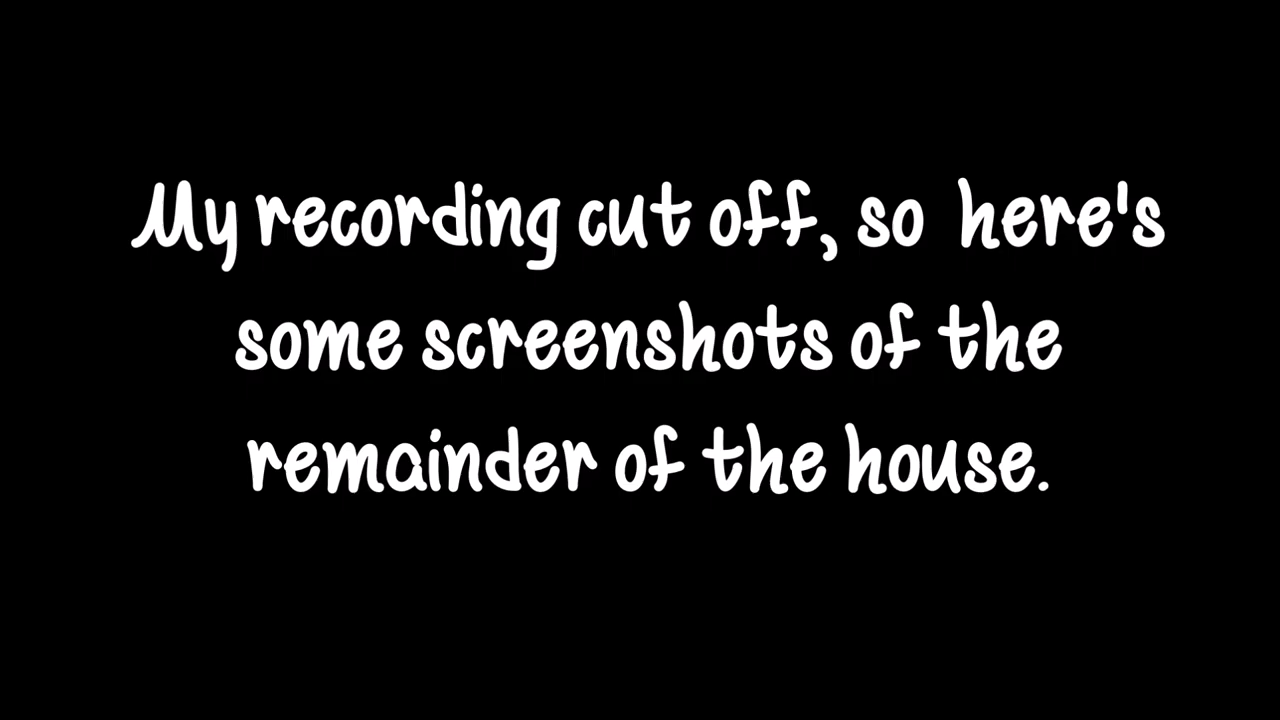 My recording cut off, so here's
some screenshots of the
remainder of the house.